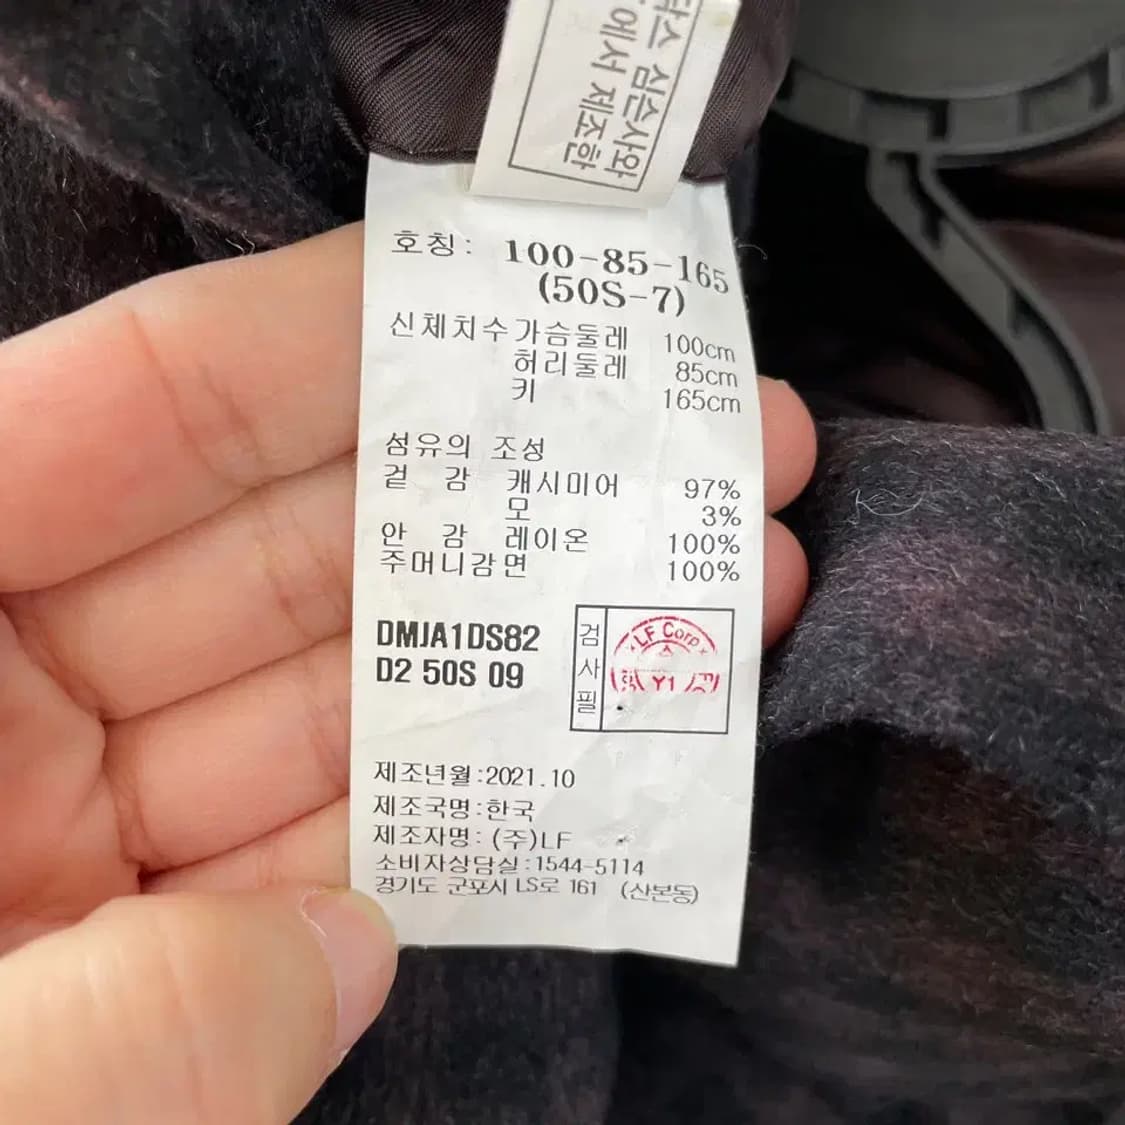 심손사와
에서 제조한
호칭: 100-85-165
(50S-7)
신체치수 가슴둘레 100cm
허리둘레 85cm
키 165cm
섬유의 조성
겉 감 캐시미어 97%
모 3%
안 감 레이온 100%
주머니감 면 100%
DMJA1DS82
D2 50S 09
검사필
LF Corp
Y1
제조년월:2021.10
제조국명:한국
제조자명: (주)LF
소비자상담실:1544-5114
경기도 군포시 LS로 161 (산본동)